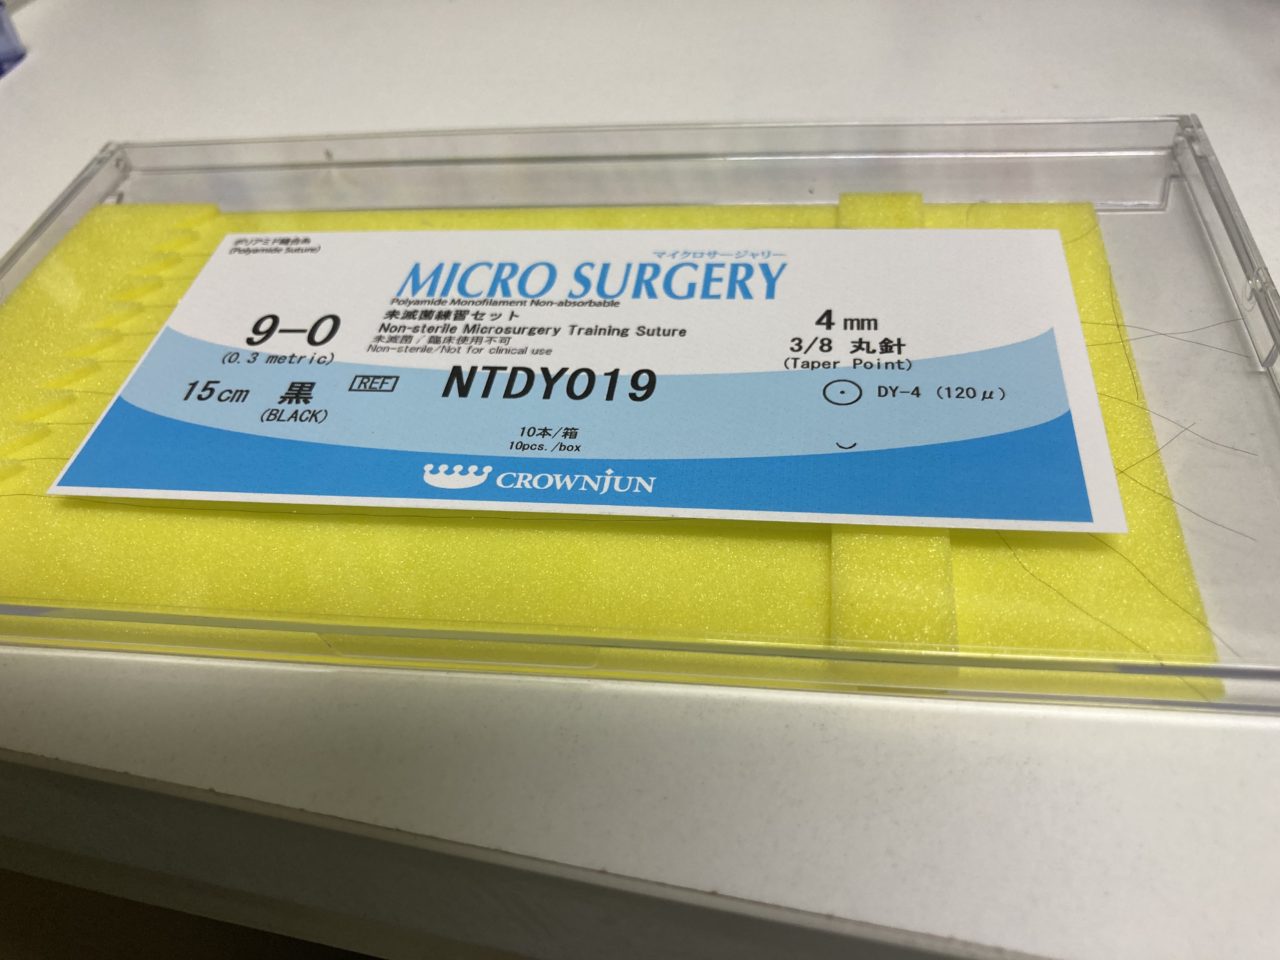 ポリアミド縫合糸
(Polyamide Suture)
マイクロサージャリー
MICRO SURGERY
Polyamide Monofilament Non-absorbable
未滅菌練習セット
Non-sterile Microsurgery Training Suture
未滅菌/臨床使用不可
Non-sterile/Not for clinical use
9-0
(0.3 metric)
15cm 黒
(BLACK)
REF NTDY019
10本/箱
10pcs./box
4mm
3/8 丸針
(Taper Point)
DY-4 (120μ)
CROWNJUN